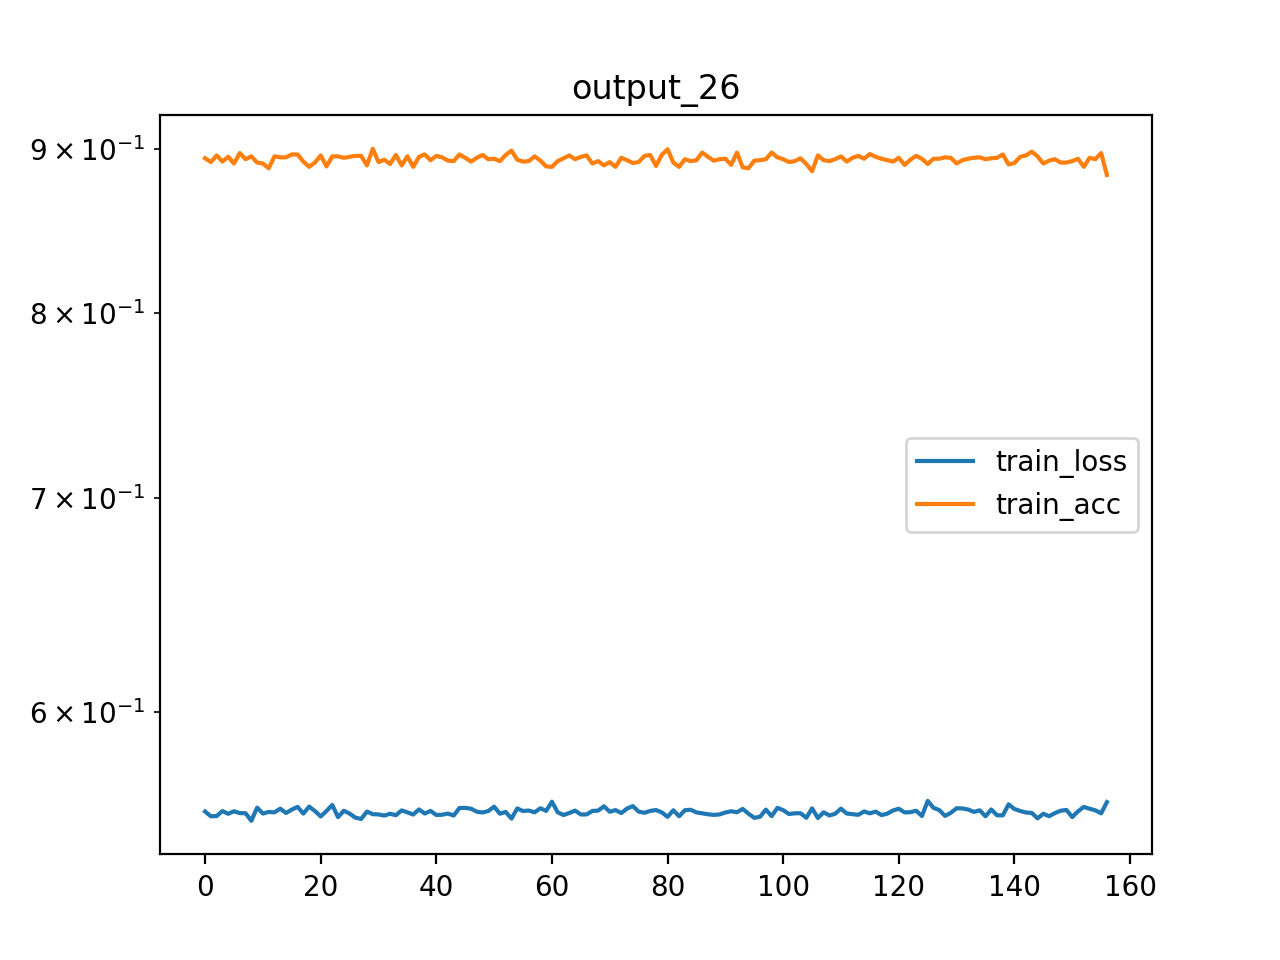 output_26
9 × 10⁻¹
8 × 10⁻¹
7 × 10⁻¹
6 × 10⁻¹
train_loss
train_acc
0 20 40 60 80 100 120 140 160